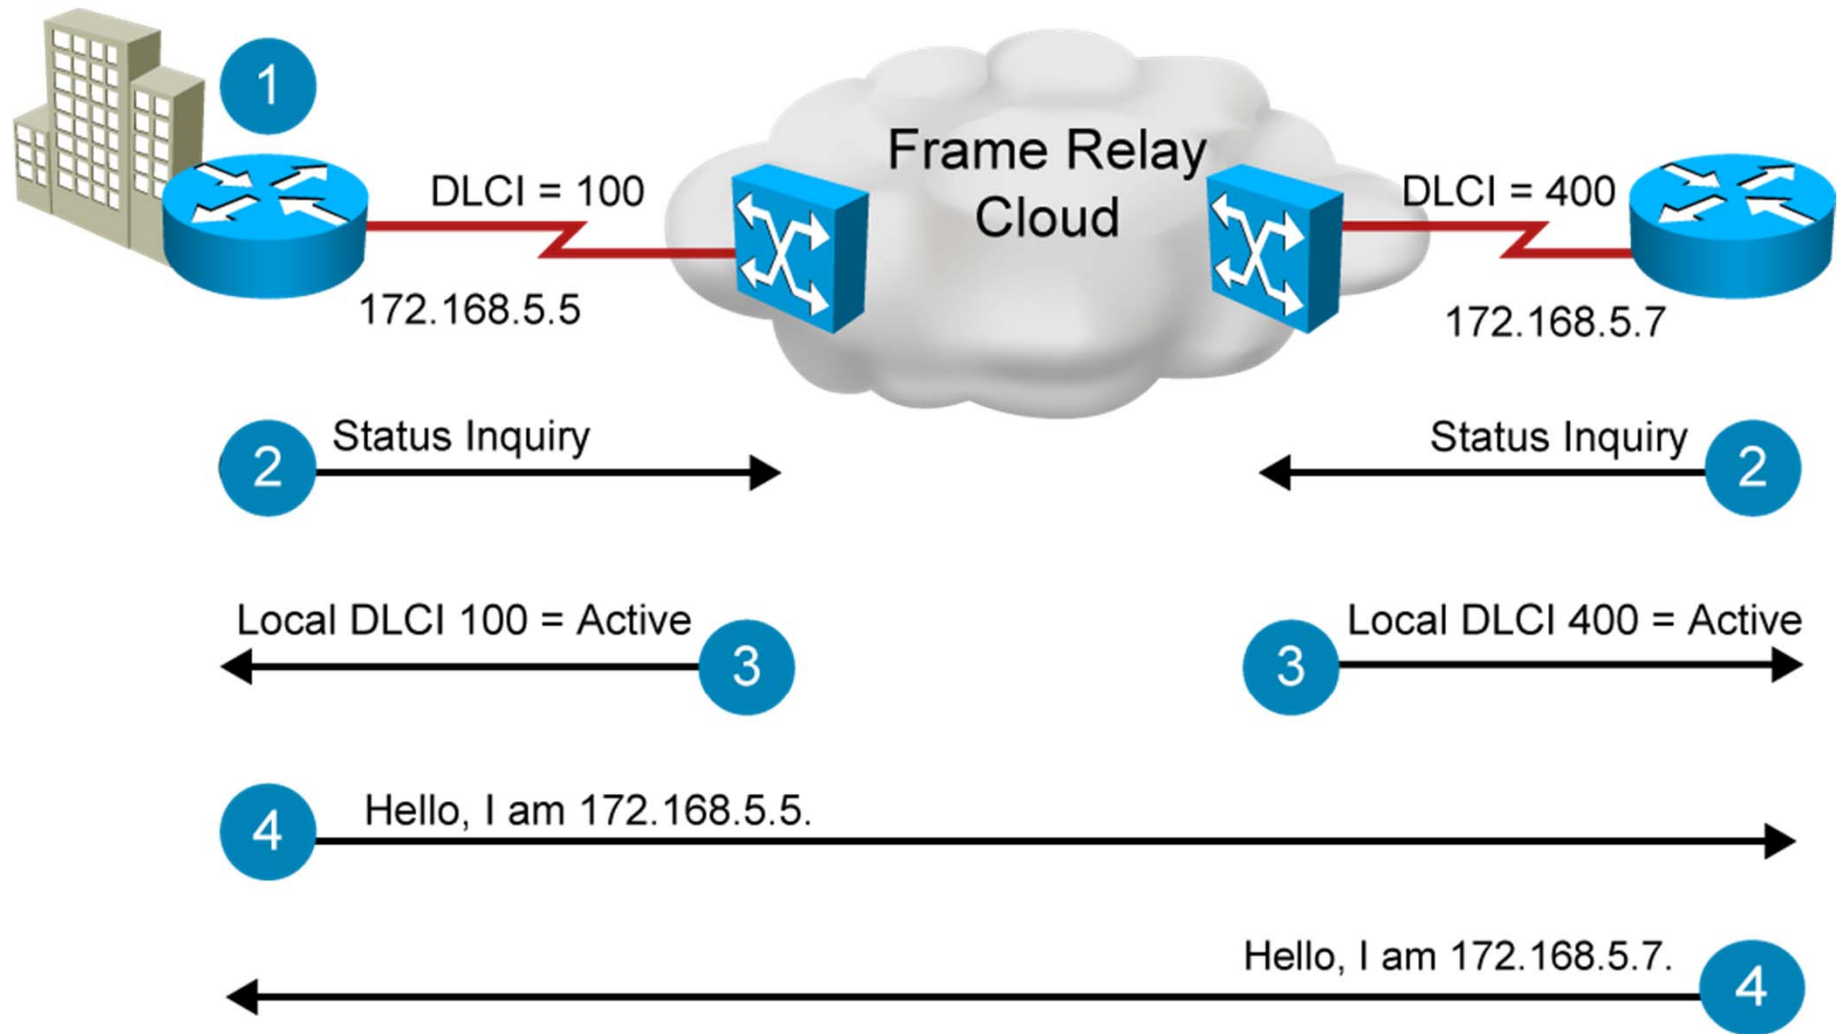 1
Frame Relay
Cloud
DLCI = 100
DLCI = 400
172.168.5.5
172.168.5.7
2
Status Inquiry
Status Inquiry
2
Local DLCI 100 = Active
3
3
Local DLCI 400 = Active
4
Hello, I am 172.168.5.5.
Hello, I am 172.168.5.7.
4